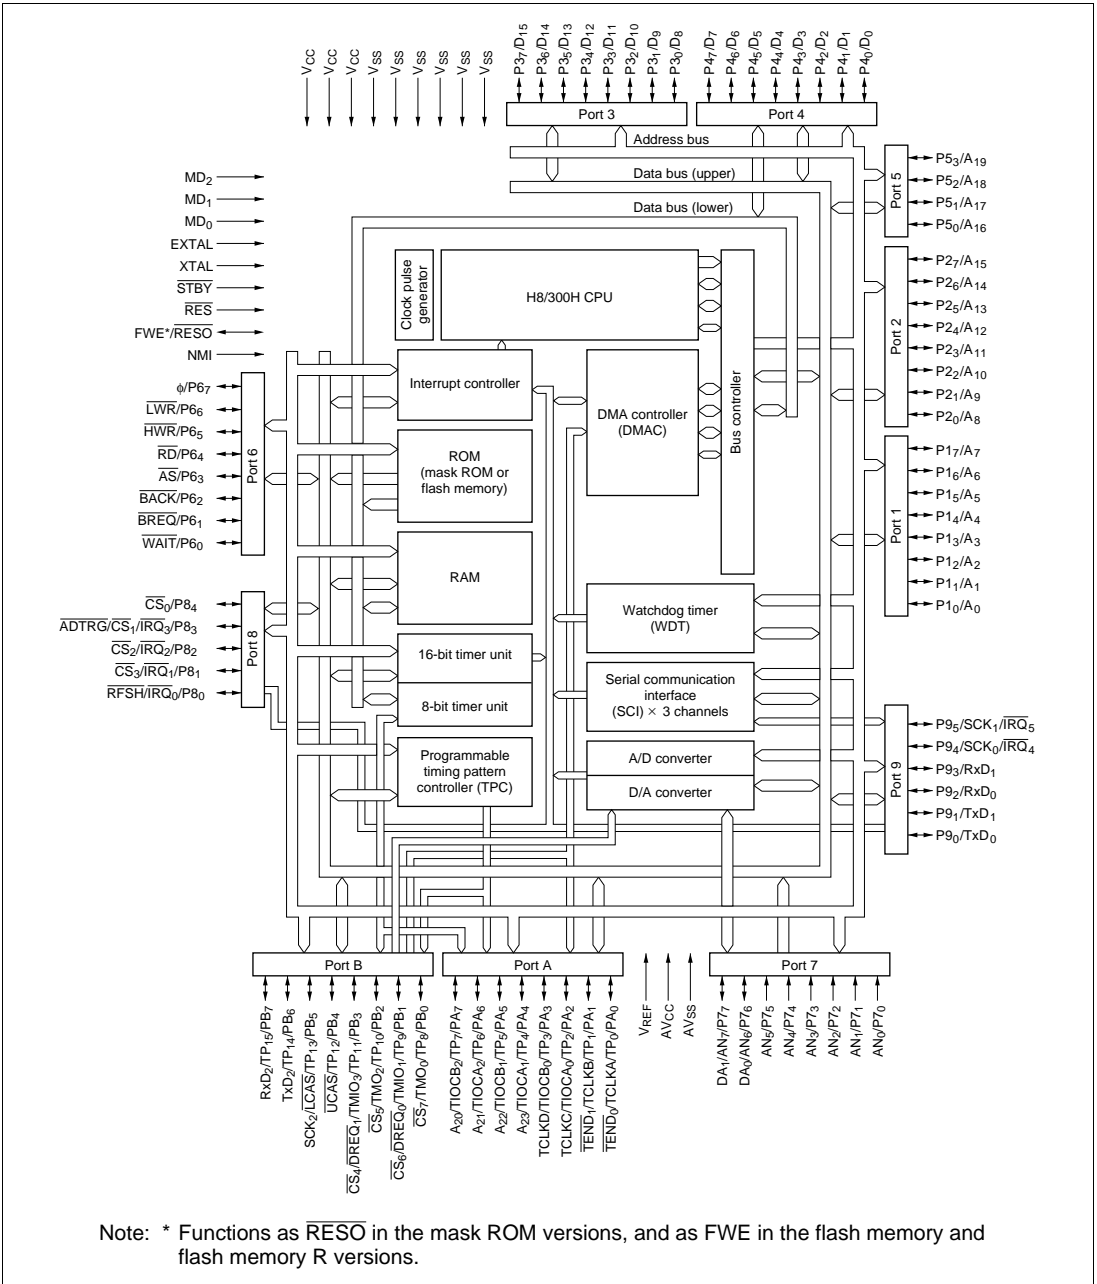 VCC
VCC
VCC
VSS
VSS
VSS
VSS
VSS
VSS
P37/D15
P36/D14
P35/D13
P34/D12
P33/D11
P32/D10
P31/D9
P30/D8
P47/D7
P46/D6
P45/D5
P44/D4
P43/D3
P42/D2
P41/D1
P40/D0
Port 3
Port 4
Address bus
Data bus (upper)
Data bus (lower)
MD2
MD1
MD0
EXTAL
XTAL
STBY
RES
FWE*/RESO
NMI
Port 5
P53/A19
P52/A18
P51/A17
P50/A16
Clock pulse
generator
H8/300H CPU
Bus controller
Interrupt controller
DMA controller
(DMAC)
ROM
(mask ROM or
flash memory)
RAM
Port 2
P27/A15
P26/A14
P25/A13
P24/A12
P23/A11
P22/A10
P21/A9
P20/A8
Port 1
P17/A7
P16/A6
P15/A5
P14/A4
P13/A3
P12/A2
P11/A1
P10/A0
φ/P67
LWR/P66
HWR/P65
RD/P64
AS/P63
BACK/P62
BREQ/P61
WAIT/P60
Port 6
CS0/P84
ADTRG/CS1/IRQ3/P83
CS2/IRQ2/P82
CS3/IRQ1/P81
RFSH/IRQ0/P80
Port 8
16-bit timer unit
8-bit timer unit
Programmable
timing pattern
controller (TPC)
Watchdog timer
(WDT)
Serial communication
interface
(SCI) × 3 channels
A/D converter
D/A converter
Port 9
P95/SCK1/IRQ5
P94/SCK0/IRQ4
P93/RxD1
P92/RxD0
P91/TxD1
P90/TxD0
Port B
Port A
Port 7
RxD2/TP15/PB7
TxD2/TP14/PB6
SCK2/LCAS/TP13/PB5
UCAS/TP12/PB4
CS4/DREQ1/TMIO3/TP11/PB3
CS5/TMO2/TP10/PB2
CS6/DREQ0/TMIO1/TP9/PB1
CS7/TMO0/TP8/PB0
A20/TIOCB2/TP7/PA7
A21/TIOCA2/TP6/PA6
A22/TIOCB1/TP5/PA5
A23/TIOCA1/TP4/PA4
TCLKD/TIOCB0/TP3/PA3
TCLKC/TIOCA0/TP2/PA2
TEND1/TCLKB/TP1/PA1
TEND0/TCLKA/TP0/PA0
VREF
AVCC
AVSS
DA1/AN7/P77
DA0/AN6/P76
AN5/P75
AN4/P74
AN3/P73
AN2/P72
AN1/P71
AN0/P70
Note: * Functions as RESO in the mask ROM versions, and as FWE in the flash memory and
flash memory R versions.